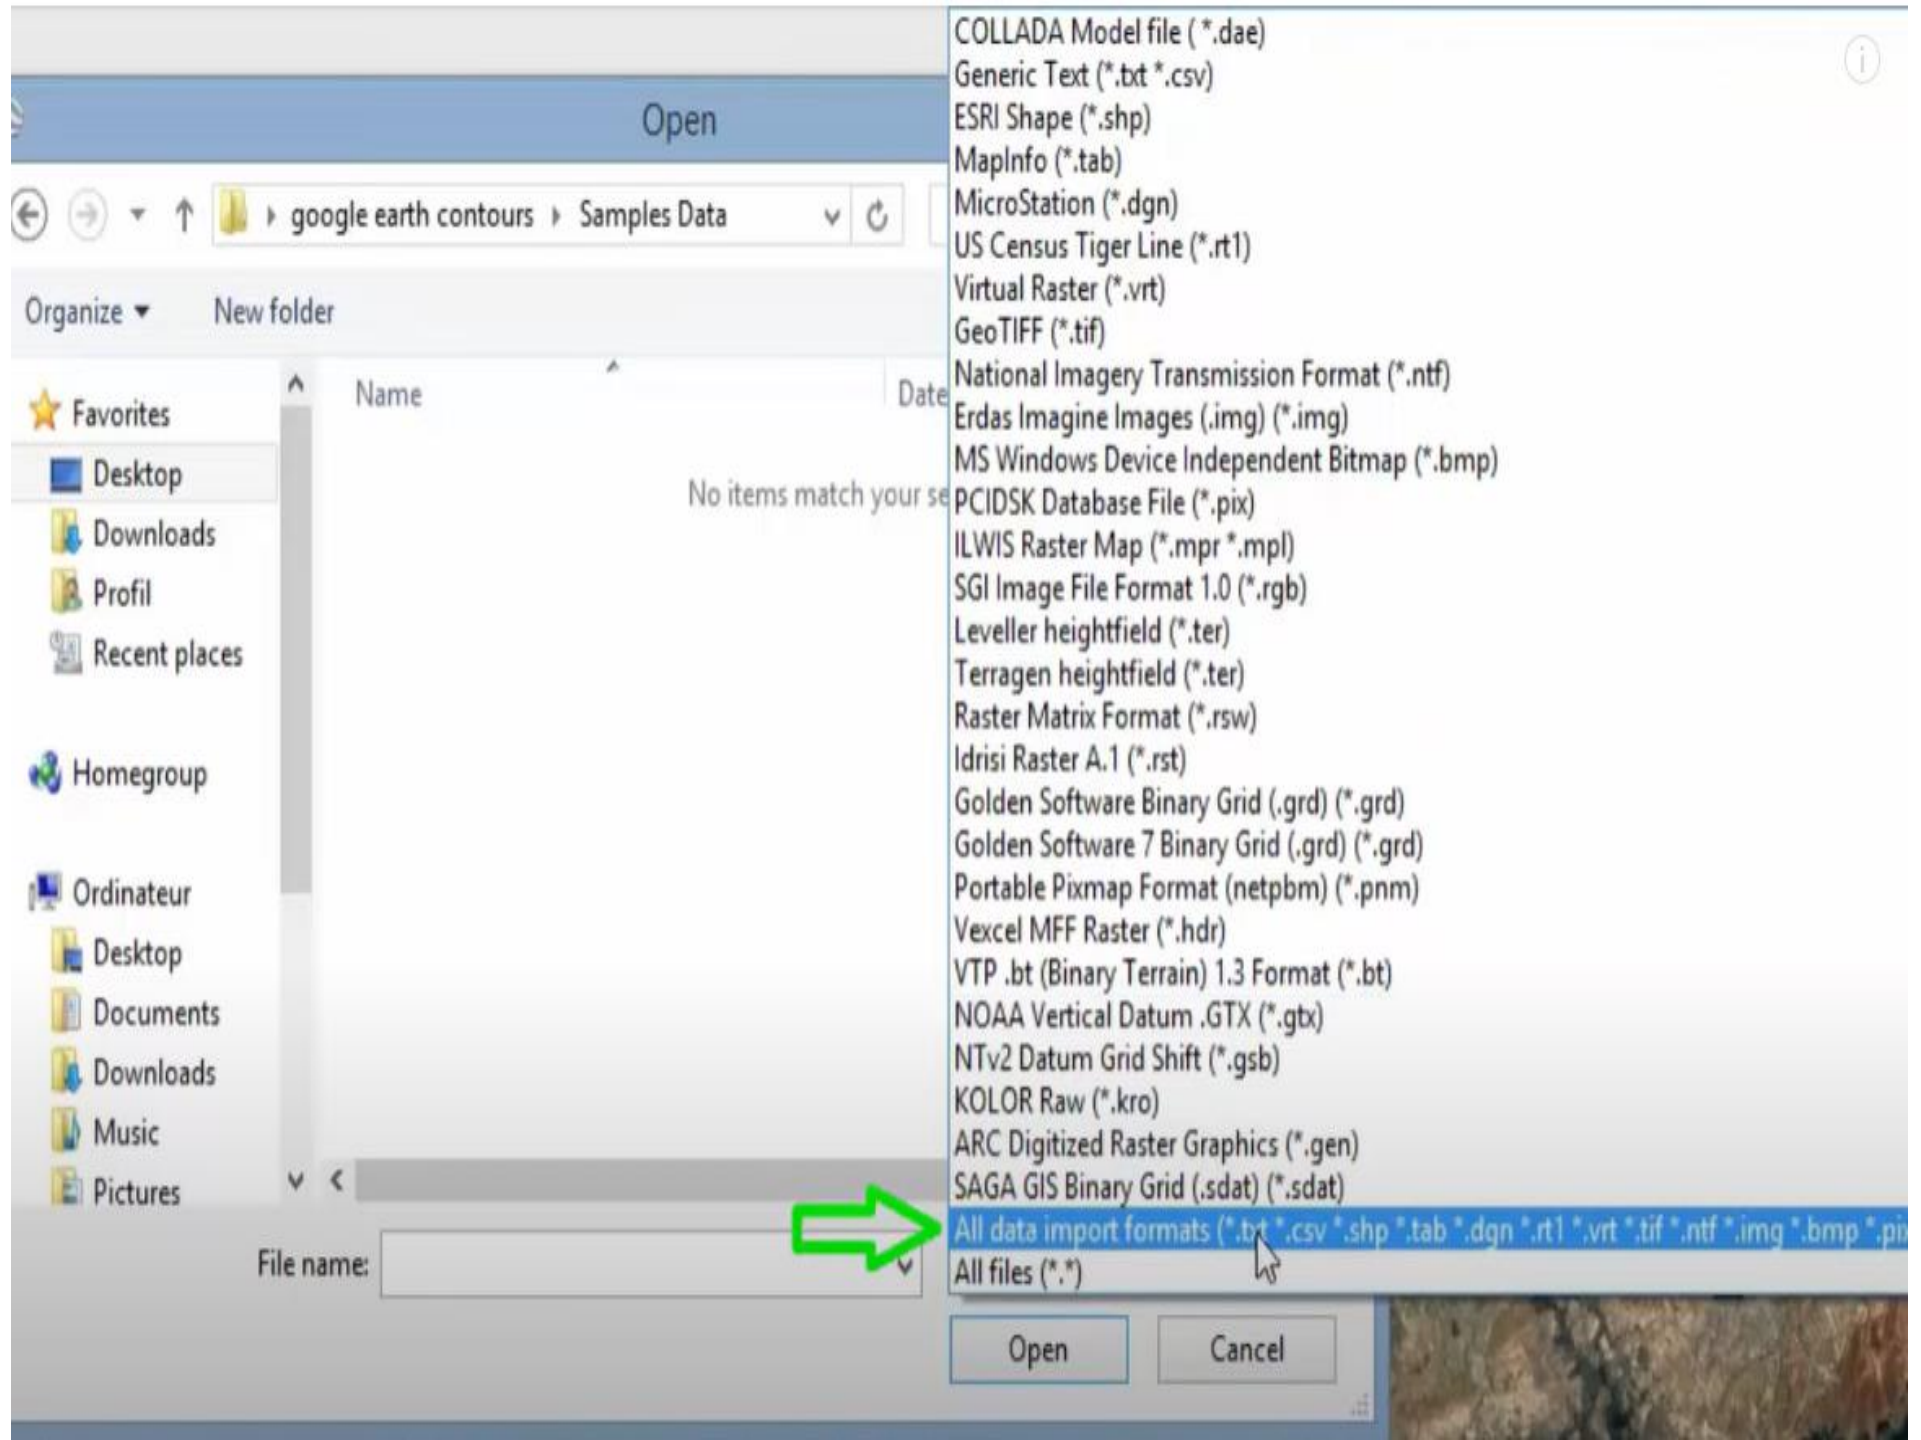 Open
google earth contours Samples Data
Organize New folder
Name Date
No items match your se
Favorites
Desktop
Downloads
Profil
Recent places
Homegroup
Ordinateur
Desktop
Documents
Downloads
Music
Pictures
File name:
COLLADA Model file ( *.dae)
Generic Text (*.txt *.csv)
ESRI Shape (*.shp)
MapInfo (*.tab)
MicroStation (*.dgn)
US Census Tiger Line (*.rt1)
Virtual Raster (*.vrt)
GeoTIFF (*.tif)
National Imagery Transmission Format (*.ntf)
Erdas Imagine Images (.img) (*.img)
MS Windows Device Independent Bitmap (*.bmp)
PCIDSK Database File (*.pix)
ILWIS Raster Map (*.mpr *.mpl)
SGI Image File Format 1.0 (*.rgb)
Leveller heightfield (*.ter)
Terragen heightfield (*.ter)
Raster Matrix Format (*.rsw)
Idrisi Raster A.1 (*.rst)
Golden Software Binary Grid (.grd) (*.grd)
Golden Software 7 Binary Grid (.grd) (*.grd)
Portable Pixmap Format (netpbm) (*.pnm)
Vexcel MFF Raster (*.hdr)
VTP .bt (Binary Terrain) 1.3 Format (*.bt)
NOAA Vertical Datum .GTX (*.gtx)
NTv2 Datum Grid Shift (*.gsb)
KOLOR Raw (*.kro)
ARC Digitized Raster Graphics (*.gen)
SAGA GIS Binary Grid (.sdat) (*.sdat)
All data import formats (*.txt *.csv *.shp *.tab *.dgn *.rt1 *.vrt *.tif *.ntf *.img *.bmp *.pix
All files (*.*)
Open Cancel